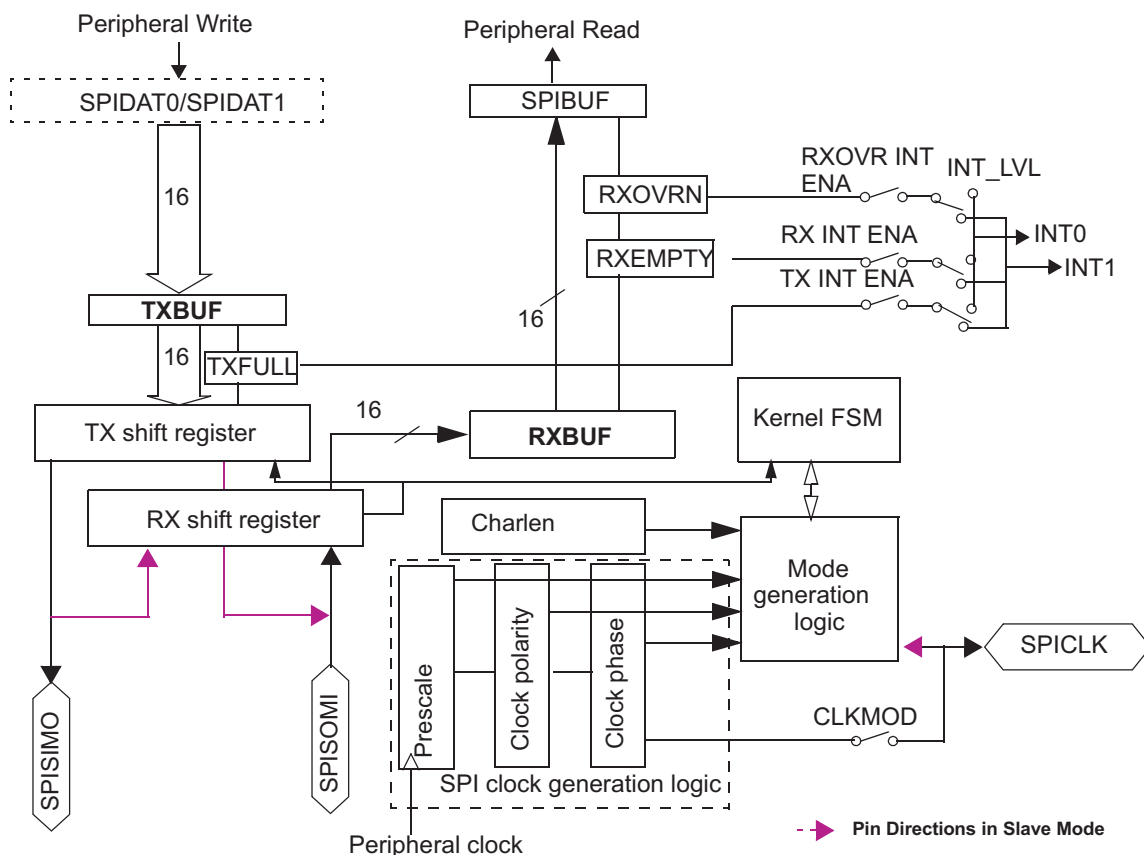 Peripheral Write
Peripheral Read
SPIDAT0/SPIDAT1
SPIBUF
16
RXOVRN
RXOVR INT
ENA
INT_LVL
RXEMPTY
RX INT ENA
INT0
TX INT ENA
INT1
TXBUF
16
16
TXFULL
TX shift register
16
RXBUF
Kernel FSM
RX shift register
Charlen
Mode
generation
logic
Prescale
Clock polarity
Clock phase
SPICLK
CLKMOD
SPISIMO
SPISOMI
SPI clock generation logic
Peripheral clock
Pin Directions in Slave Mode